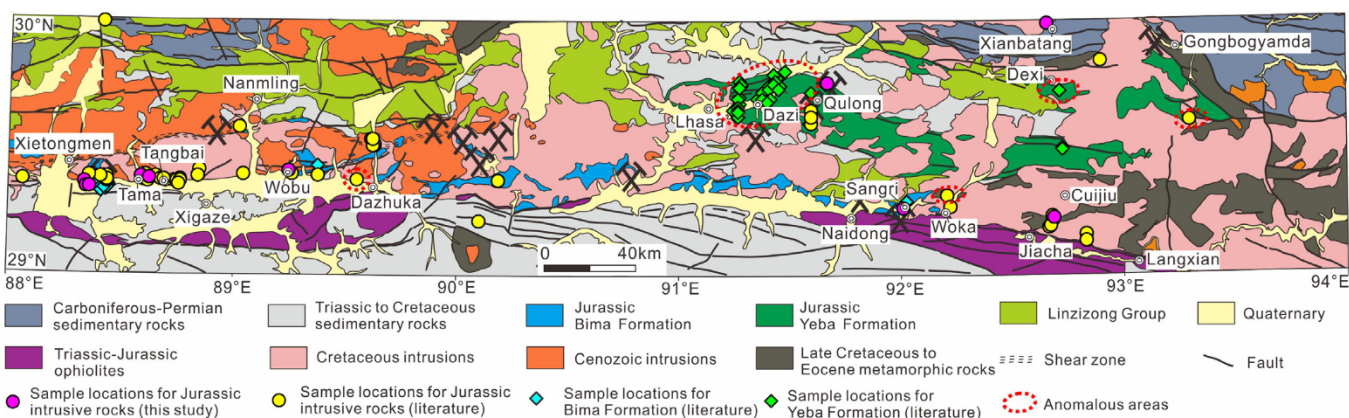 30°N
Xianbatang
Gongbogyamda
Nanmling
Dexi
Qulong
Dazi
Lhasa
Xietongmen
Tangbai
Wobu
Sangri
Tama
Cuijiu
Xigaze
Dazhuka
Naidong
Woka
0 40km
Jiacha
Langxian
29°N
88°E 89°E 90°E 91°E 92°E 93°E 94°E
Carboniferous-Permian sedimentary rocks
Triassic to Cretaceous sedimentary rocks
Jurassic Bima Formation
Jurassic Yeba Formation
Linzizong Group
Quaternary
Triassic-Jurassic ophiolites
Cretaceous intrusions
Cenozoic intrusions
Late Cretaceous to Eocene metamorphic rocks
Shear zone
Fault
Sample locations for Jurassic intrusive rocks (this study)
Sample locations for Jurassic intrusive rocks (literature)
Sample locations for Bima Formation (literature)
Sample locations for Yeba Formation (literature)
Anomalous areas